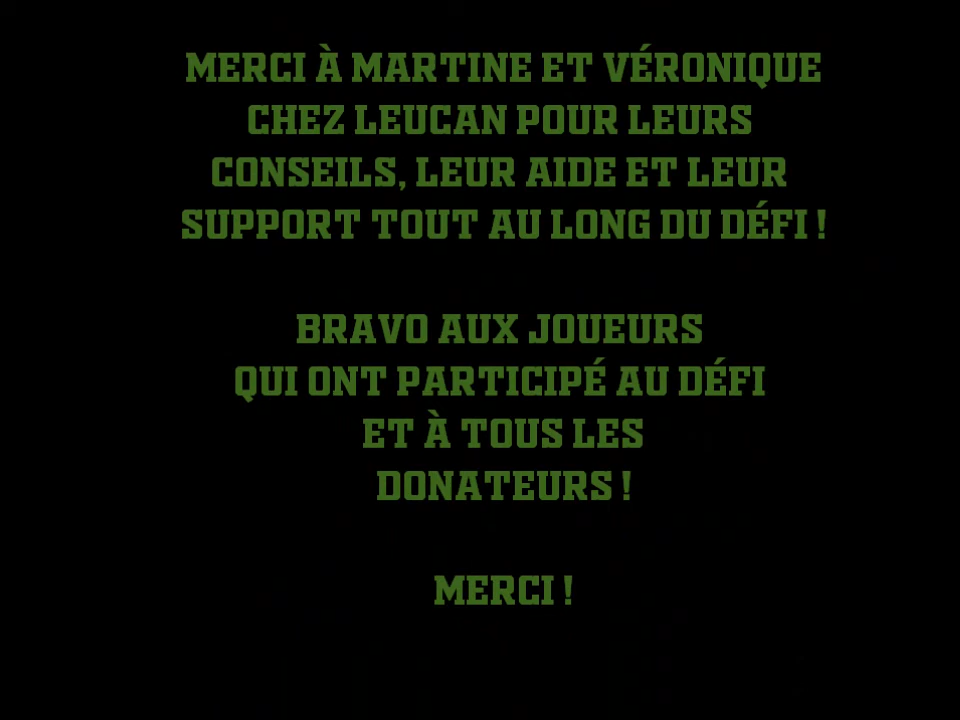 MERCI À MARTINE ET VÉRONIQUE
CHEZ LEUCAN POUR LEURS
CONSEILS, LEUR AIDE ET LEUR
SUPPORT TOUT AU LONG DU DÉFI !
BRAVO AUX JOUEURS
QUI ONT PARTICIPÉ AU DÉFI
ET À TOUS LES
DONATEURS !
MERCI !